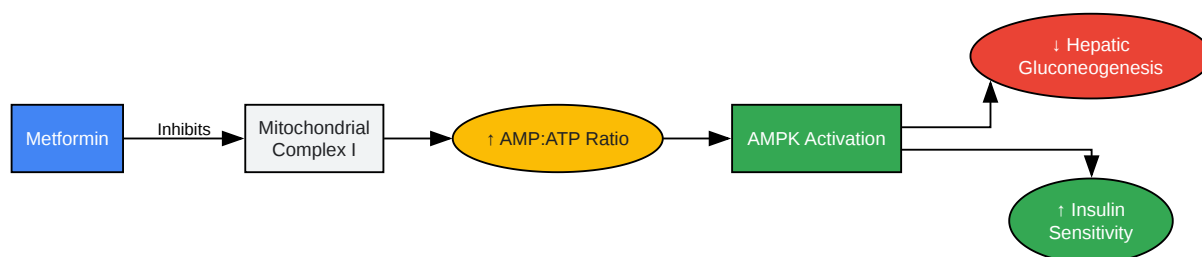 Metformin
Inhibits
Mitochondrial
Complex I
↑ AMP:ATP Ratio
AMPK Activation
↓ Hepatic
Gluconeogenesis
↑ Insulin
Sensitivity